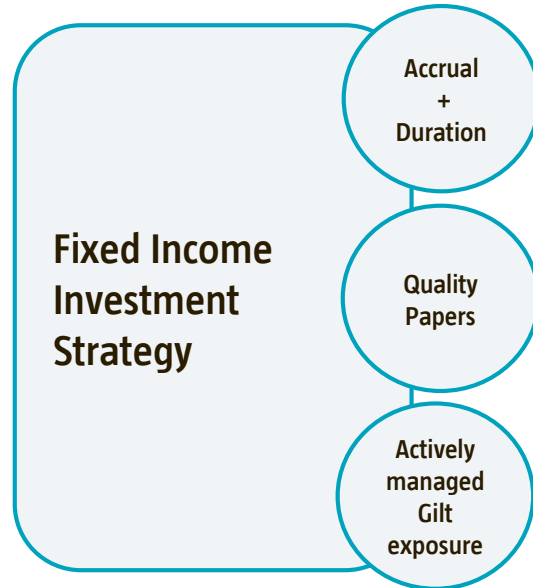 Fixed Income
Investment
Strategy
Accrual
+
Duration
Quality
Papers
Actively
managed
Gilt
exposure